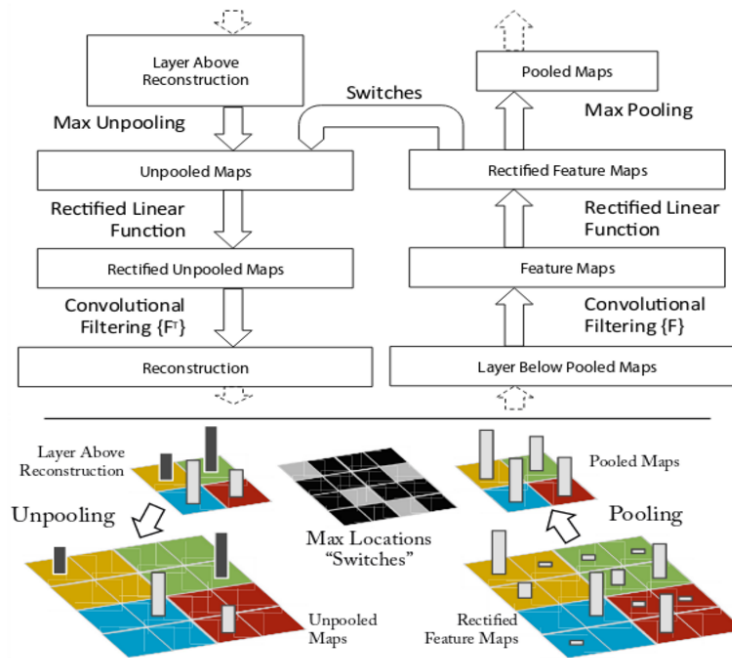 Layer Above
Reconstruction
Switches
Pooled Maps
Max Unpooling
Max Pooling
Unpooled Maps
Rectified Feature Maps
Rectified Linear
Function
Rectified Linear
Function
Rectified Unpooled Maps
Feature Maps
Convolutional
Filtering {Fᵀ}
Convolutional
Filtering {F}
Reconstruction
Layer Below Pooled Maps
Layer Above
Reconstruction
Pooled Maps
Unpooling
Max Locations
“Switches”
Pooling
Unpooled
Maps
Rectified
Feature Maps